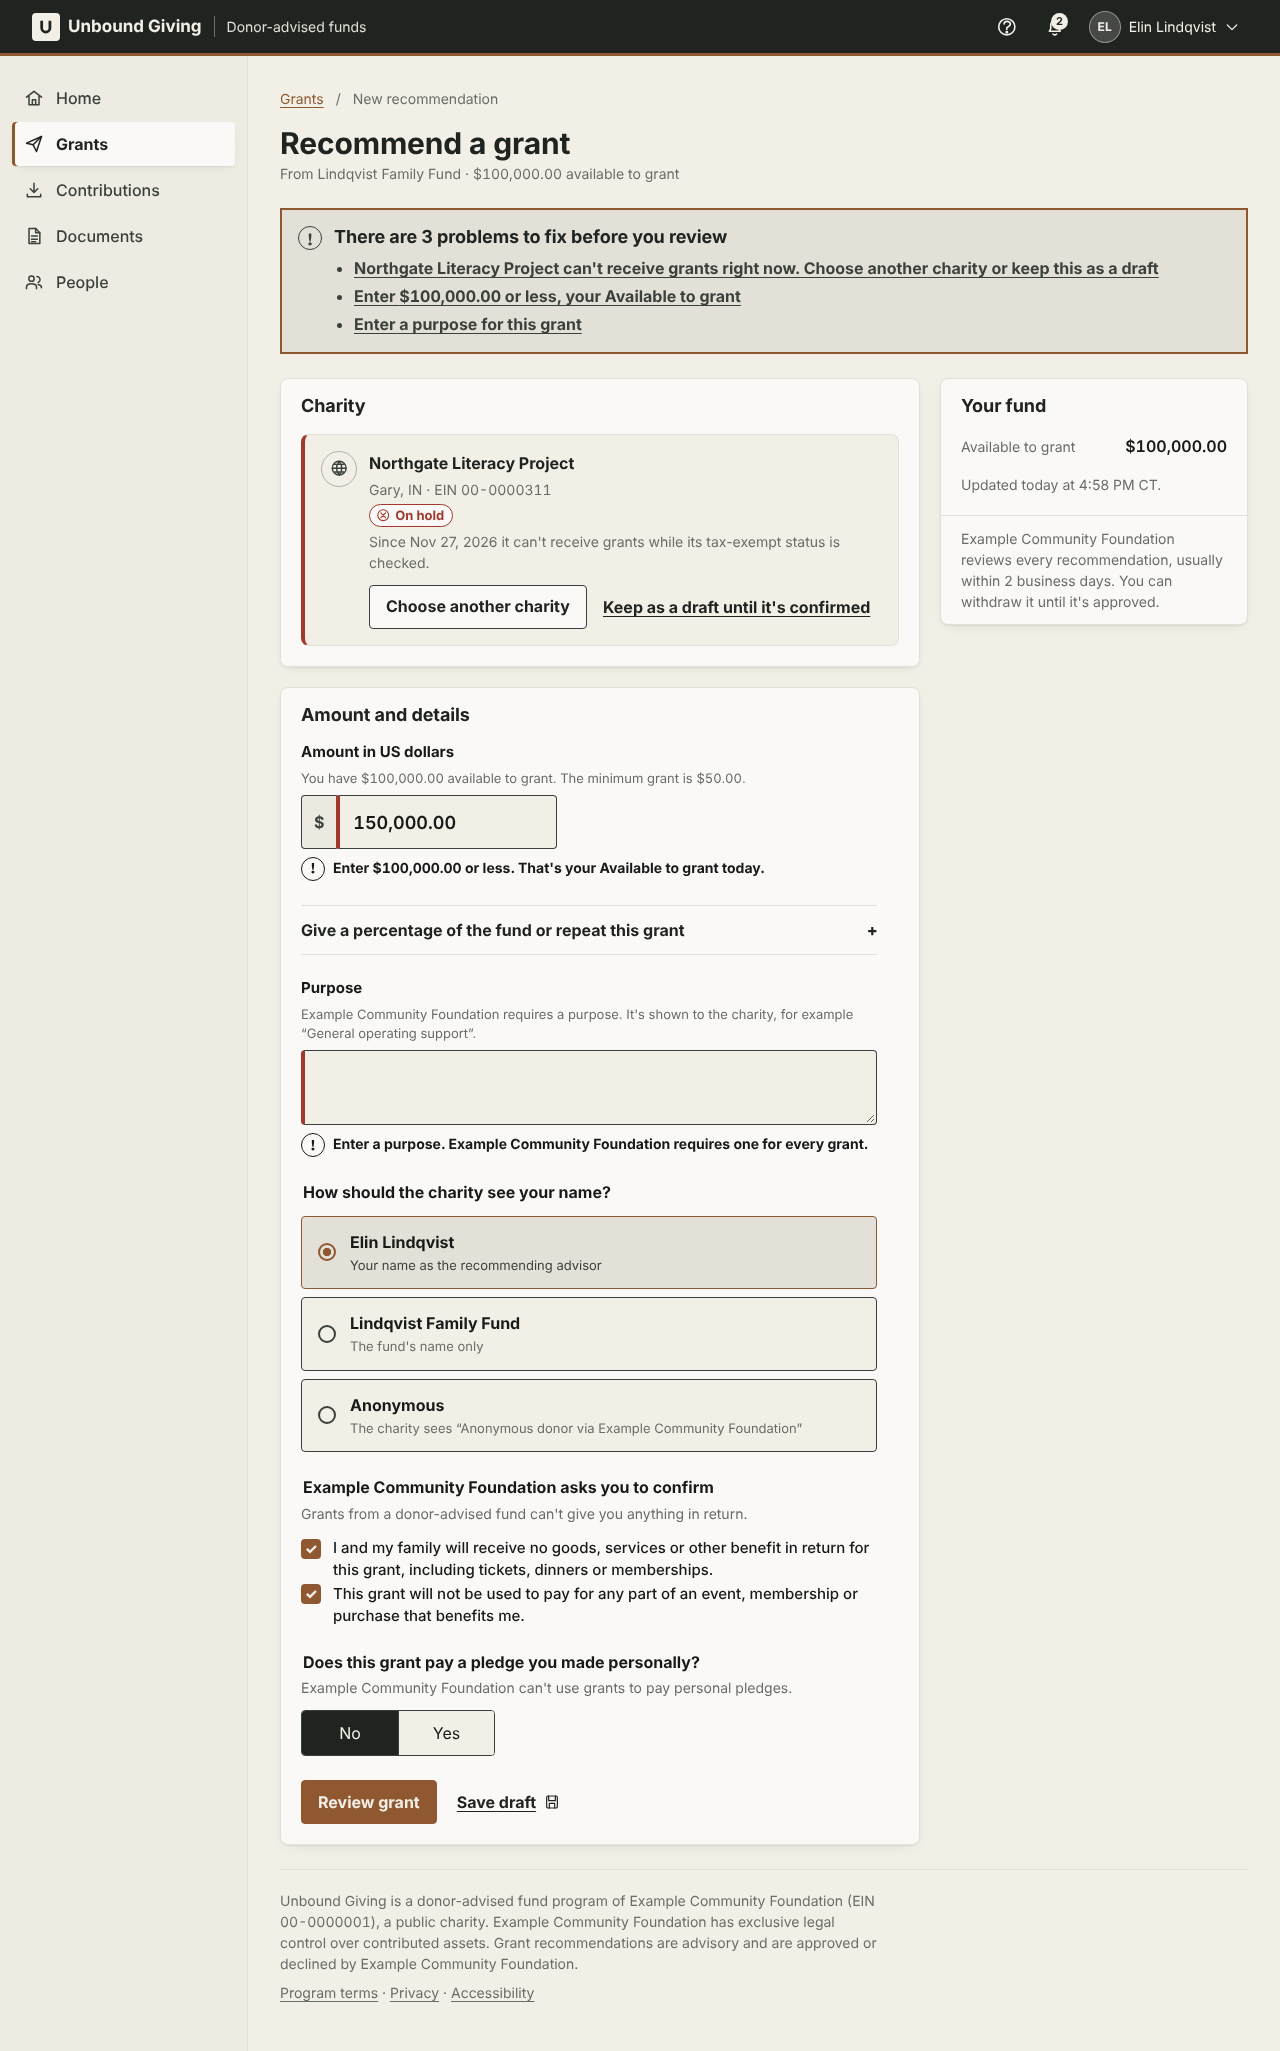 U Unbound Giving Donor-advised funds
2
EL Elin Lindqvist
Home
Grants
Contributions
Documents
People
Grants / New recommendation
Recommend a grant
From Lindqvist Family Fund · $100,000.00 available to grant
! There are 3 problems to fix before you review
• Northgate Literacy Project can't receive grants right now. Choose another charity or keep this as a draft
• Enter $100,000.00 or less, your Available to grant
• Enter a purpose for this grant
Charity
Northgate Literacy Project
Gary, IN · EIN 00-0000311
On hold
Since Nov 27, 2026 it can't receive grants while its tax-exempt status is
checked.
Choose another charity Keep as a draft until it's confirmed
Your fund
Available to grant $100,000.00
Updated today at 4:58 PM CT.
Example Community Foundation
reviews every recommendation, usually
within 2 business days. You can
withdraw it until it's approved.
Amount and details
Amount in US dollars
You have $100,000.00 available to grant. The minimum grant is $50.00.
$ 150,000.00
! Enter $100,000.00 or less. That's your Available to grant today.
Give a percentage of the fund or repeat this grant +
Purpose
Example Community Foundation requires a purpose. It's shown to the charity, for example
“General operating support”.
! Enter a purpose. Example Community Foundation requires one for every grant.
How should the charity see your name?
Elin Lindqvist
Your name as the recommending advisor
Lindqvist Family Fund
The fund's name only
Anonymous
The charity sees “Anonymous donor via Example Community Foundation”
Example Community Foundation asks you to confirm
Grants from a donor-advised fund can't give you anything in return.
I and my family will receive no goods, services or other benefit in return for
this grant, including tickets, dinners or memberships.
This grant will not be used to pay for any part of an event, membership or
purchase that benefits me.
Does this grant pay a pledge you made personally?
Example Community Foundation can't use grants to pay personal pledges.
No Yes
Review grant Save draft
Unbound Giving is a donor-advised fund program of Example Community Foundation (EIN
00-0000001), a public charity. Example Community Foundation has exclusive legal
control over contributed assets. Grant recommendations are advisory and are approved or
declined by Example Community Foundation.
Program terms · Privacy · Accessibility